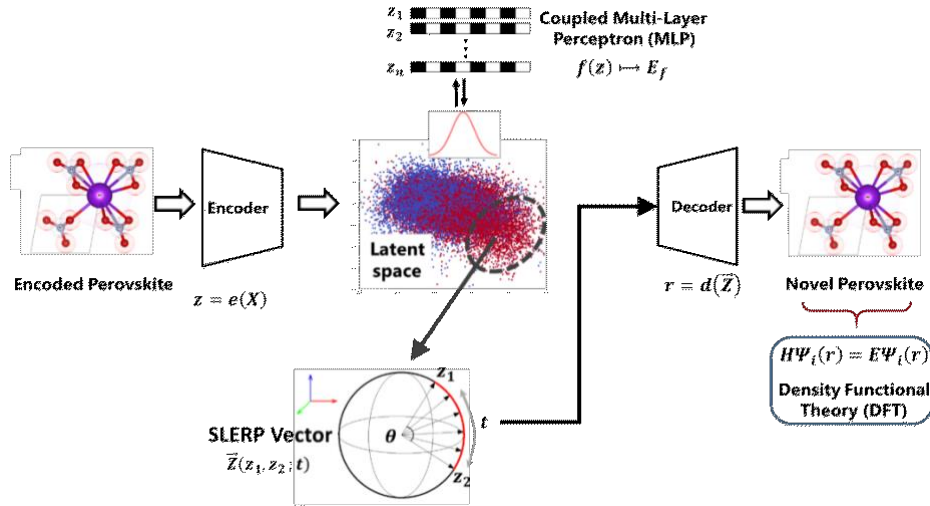 z₁
z₂
zₙ
Coupled Multi-Layer
Perceptron (MLP)
f(z) ↦ E_f
Encoder
Latent
space
Decoder
Encoded Perovskite
z = e(X)
r = d(Z⃗)
Novel Perovskite
HΨᵢ(r) = EΨᵢ(r)
Density Functional
Theory (DFT)
SLERP Vector
Z⃗(z₁, z₂; t)
θ
z₁
z₂
t